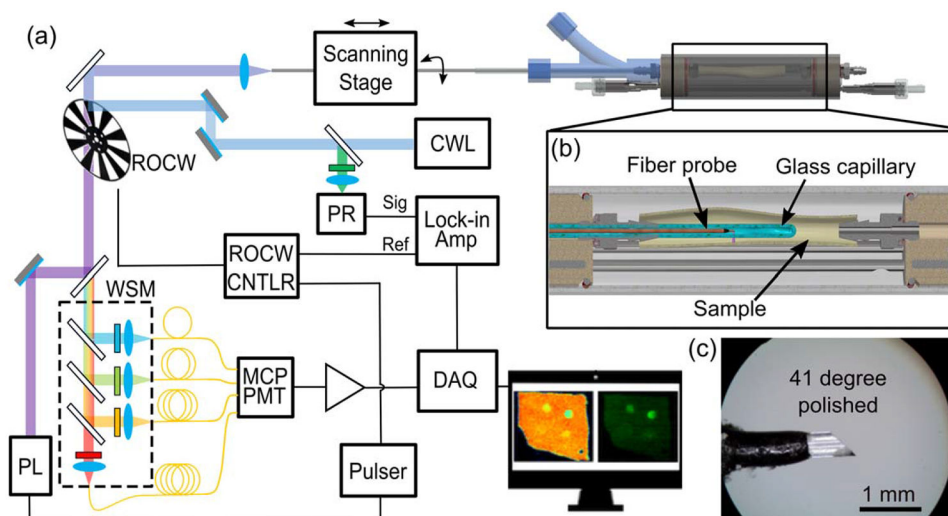 (a)
Scanning
Stage
ROCW
CWL
PR
Sig
Ref
Lock-in
Amp
ROCW
CNTLR
WSM
MCP
PMT
DAQ
PL
Pulser
(b)
Fiber probe
Glass capillary
Sample
(c)
41 degree
polished
1 mm